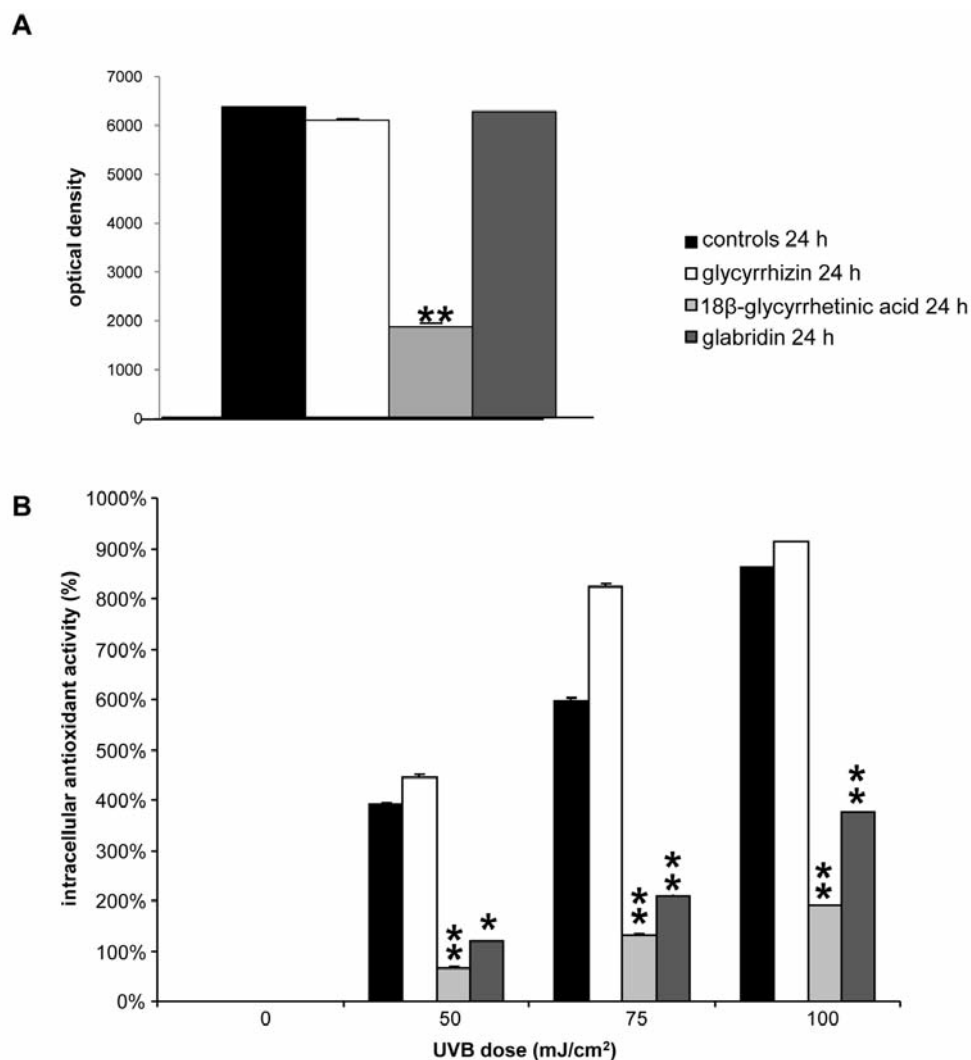 A
optical density
7000
6000
5000
4000
3000
2000
1000
0
**
controls 24 h
glycyrrhizin 24 h
18β-glycyrrhetinic acid 24 h
glabridin 24 h
B
intracellular antioxidant activity (%)
1000%
900%
800%
700%
600%
500%
400%
300%
200%
100%
0%
**
*
**
**
**
**
0 50 75 100
UVB dose (mJ/cm²)